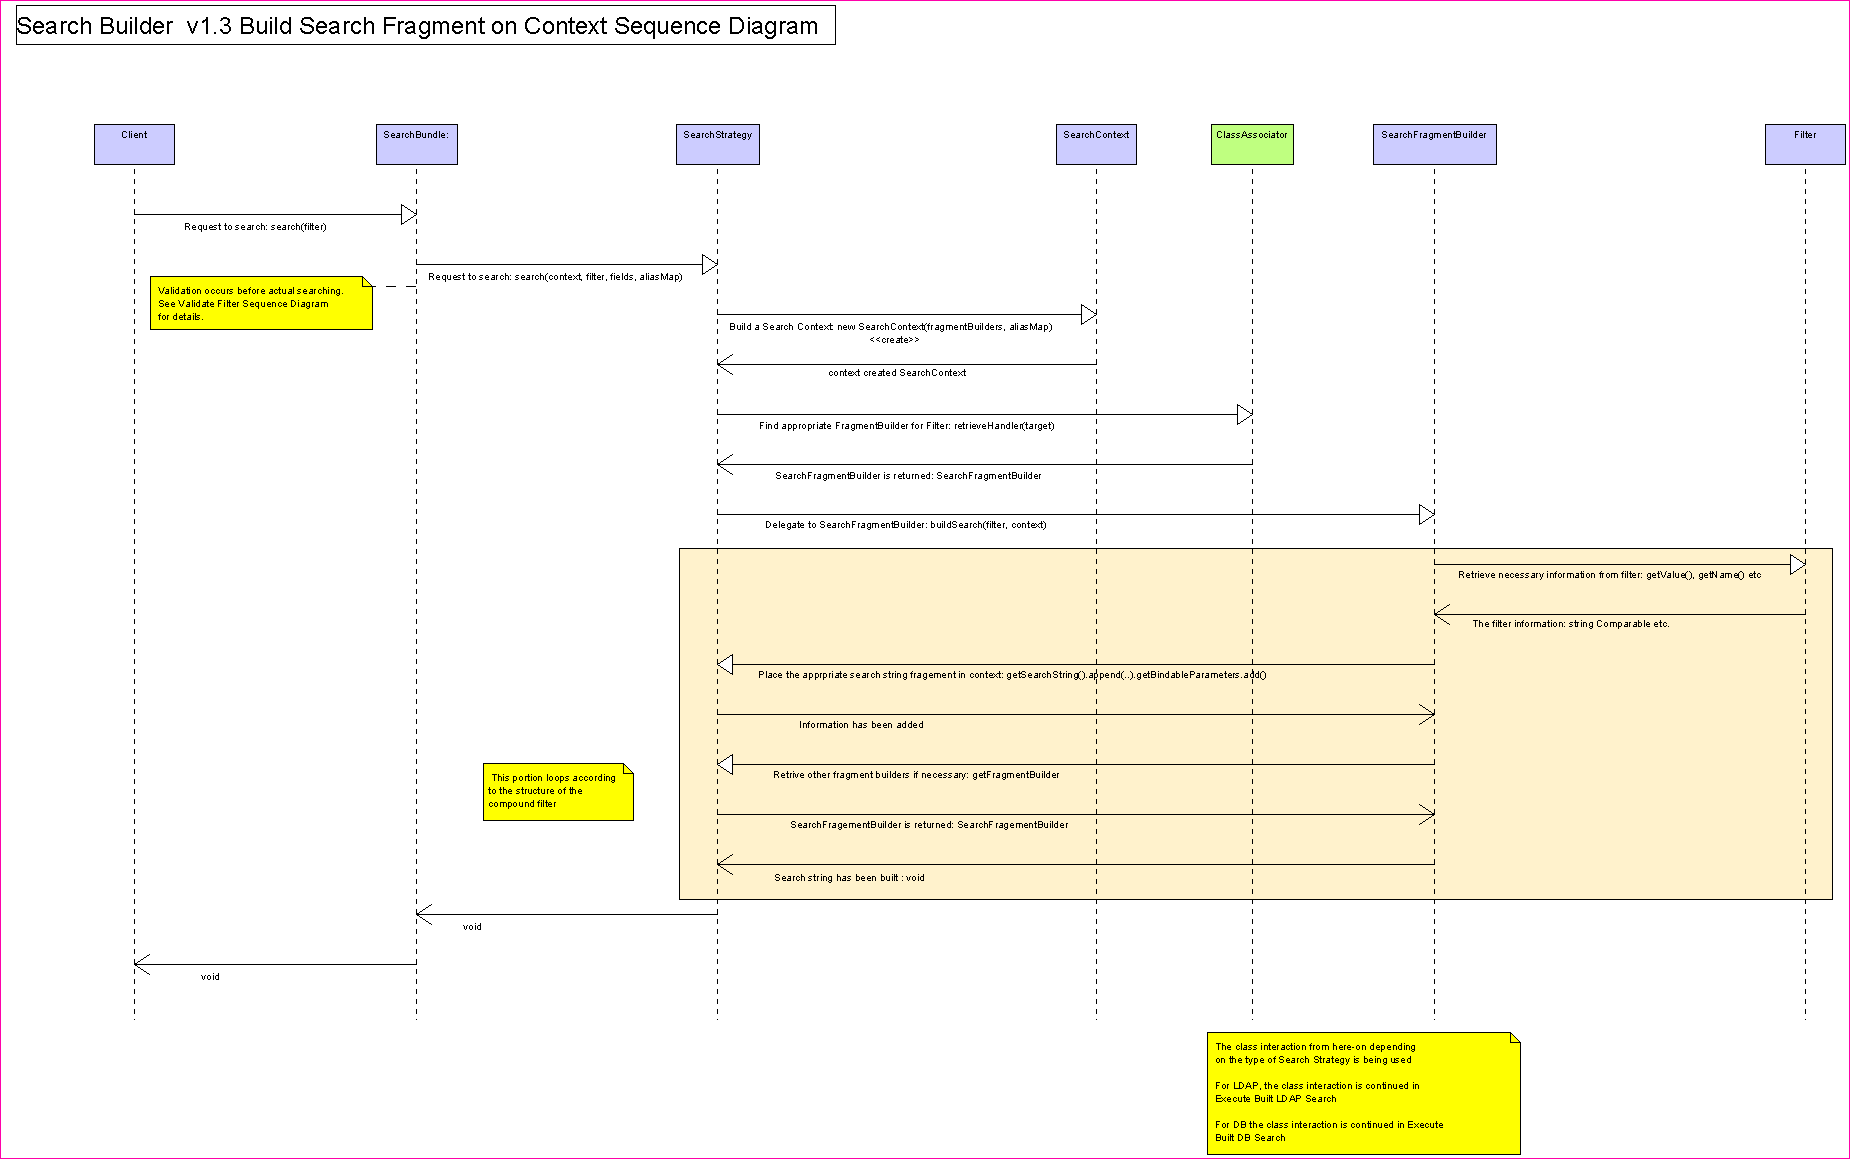 Search Builder  v1.3 Build Search Fragment on Context Sequence Diagram
Client
SearchBundle:
SearchStrategy
SearchContext
ClassAssociator
SearchFragmentBuilder
Filter
Request to search: search(filter)
Request to search: search(context, filter, fields, aliasMap)
Validation occurs before actual searching.
See Validate Filter Sequence Diagram
for details.
Build a Search Context: new SearchContext(fragmentBuilders, aliasMap)
<<create>>
context created SearchContext
Find appropriate FragmentBuilder for Filter: retrieveHandler(target)
SearchFragmentBuilder is returned: SearchFragmentBuilder
Delegate to SearchFragmentBuilder: buildSearch(filter, context)
Retrieve necessary information from filter: getValue(), getName() etc
The filter information: string Comparable etc.
Place the apprpriate search string fragement in context: getSearchString().append(..).getBindableParameters.add()
Information has been added
Retrive other fragment builders if necessary: getFragmentBuilder
This portion loops according
to the structure of the
compound filter
SearchFragementBuilder is returned: SearchFragementBuilder
Search string has been built : void
void
void
The class interaction from here-on depending
on the type of Search Strategy is being used
For LDAP, the class interaction is continued in
Execute Built LDAP Search
For DB the class interaction is continued in Execute
Built DB Search